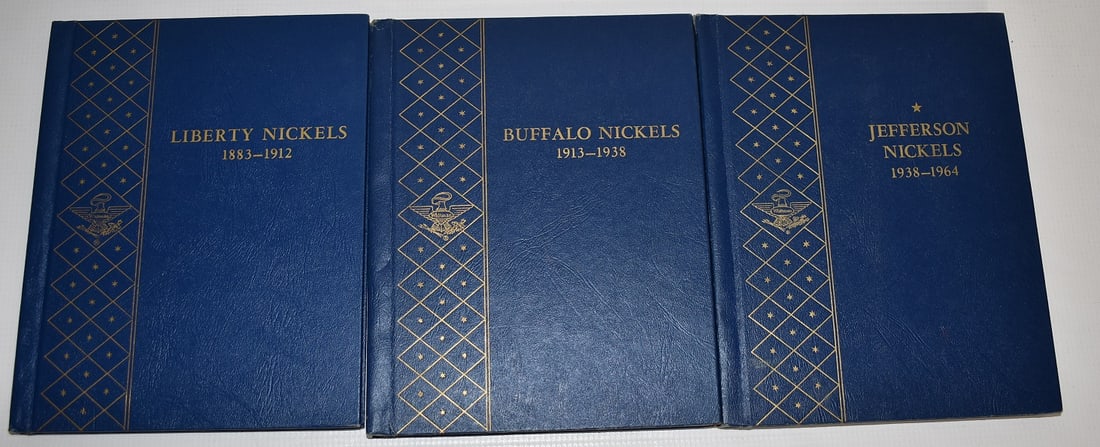 LIBERTY NICKELS
1883–1912
BUFFALO NICKELS
1913–1938
JEFFERSON
NICKELS
1938–1964